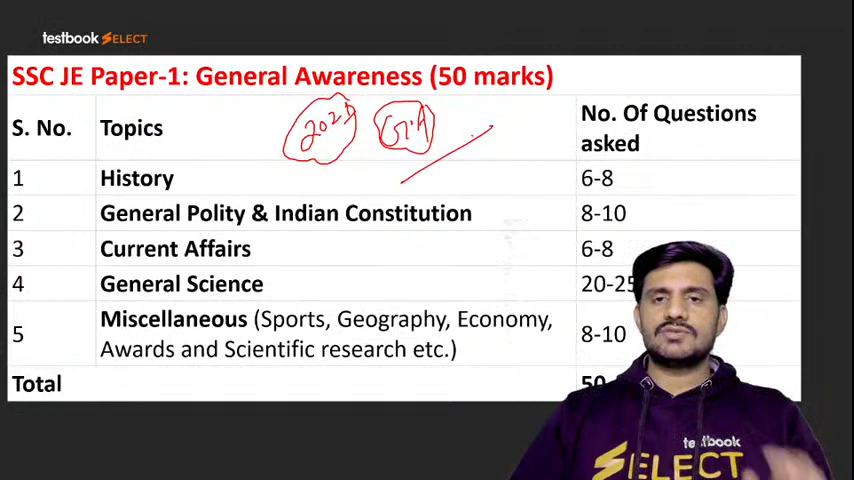 testbook SELECT
SSC JE Paper-1: General Awareness (50 marks)
S. No. Topics No. Of Questions asked
2021 G.A
1 History 6-8
2 General Polity & Indian Constitution 8-10
3 Current Affairs 6-8
4 General Science 20-25
5 Miscellaneous (Sports, Geography, Economy, Awards and Scientific research etc.) 8-10
Total 50
testbook
SELECT